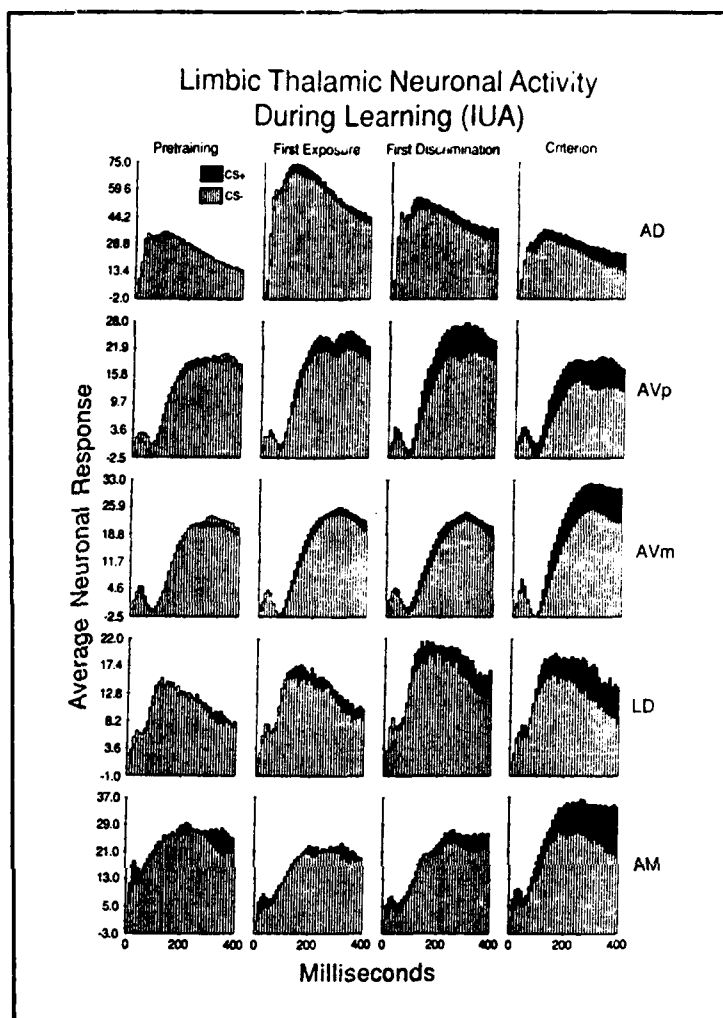 Limbic Thalamic Neuronal Activity
During Learning (IUA)
Pretraining First Exposure First Discrimination Criterion
CS+
CS-
75.0
59.6
44.2
28.8
13.4
-2.0
AD
28.0
21.9
15.8
9.7
3.6
-2.5
AVp
33.0
25.9
18.8
11.7
4.6
-2.5
AVm
22.0
17.4
12.8
8.2
3.6
-1.0
LD
37.0
29.0
21.0
13.0
5.0
-3.0
AM
0 200 400 0 200 400 0 200 400 0 200 400
Average Neuronal Response
Milliseconds